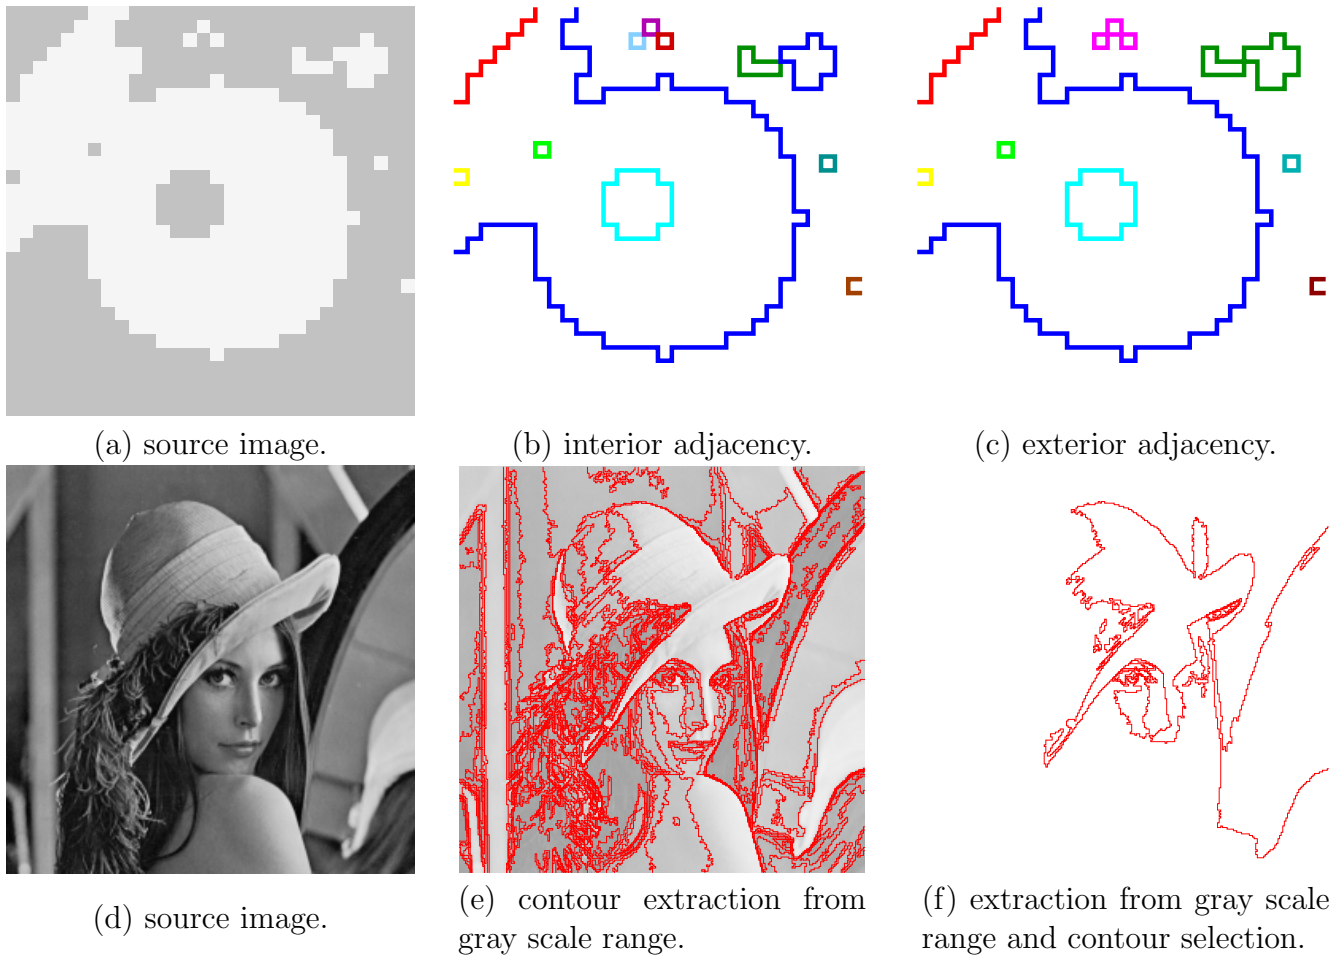 (a) source image.
(b) interior adjacency.
(c) exterior adjacency.
(d) source image.
(e) contour extraction from
gray scale range.
(f) extraction from gray scale
range and contour selection.